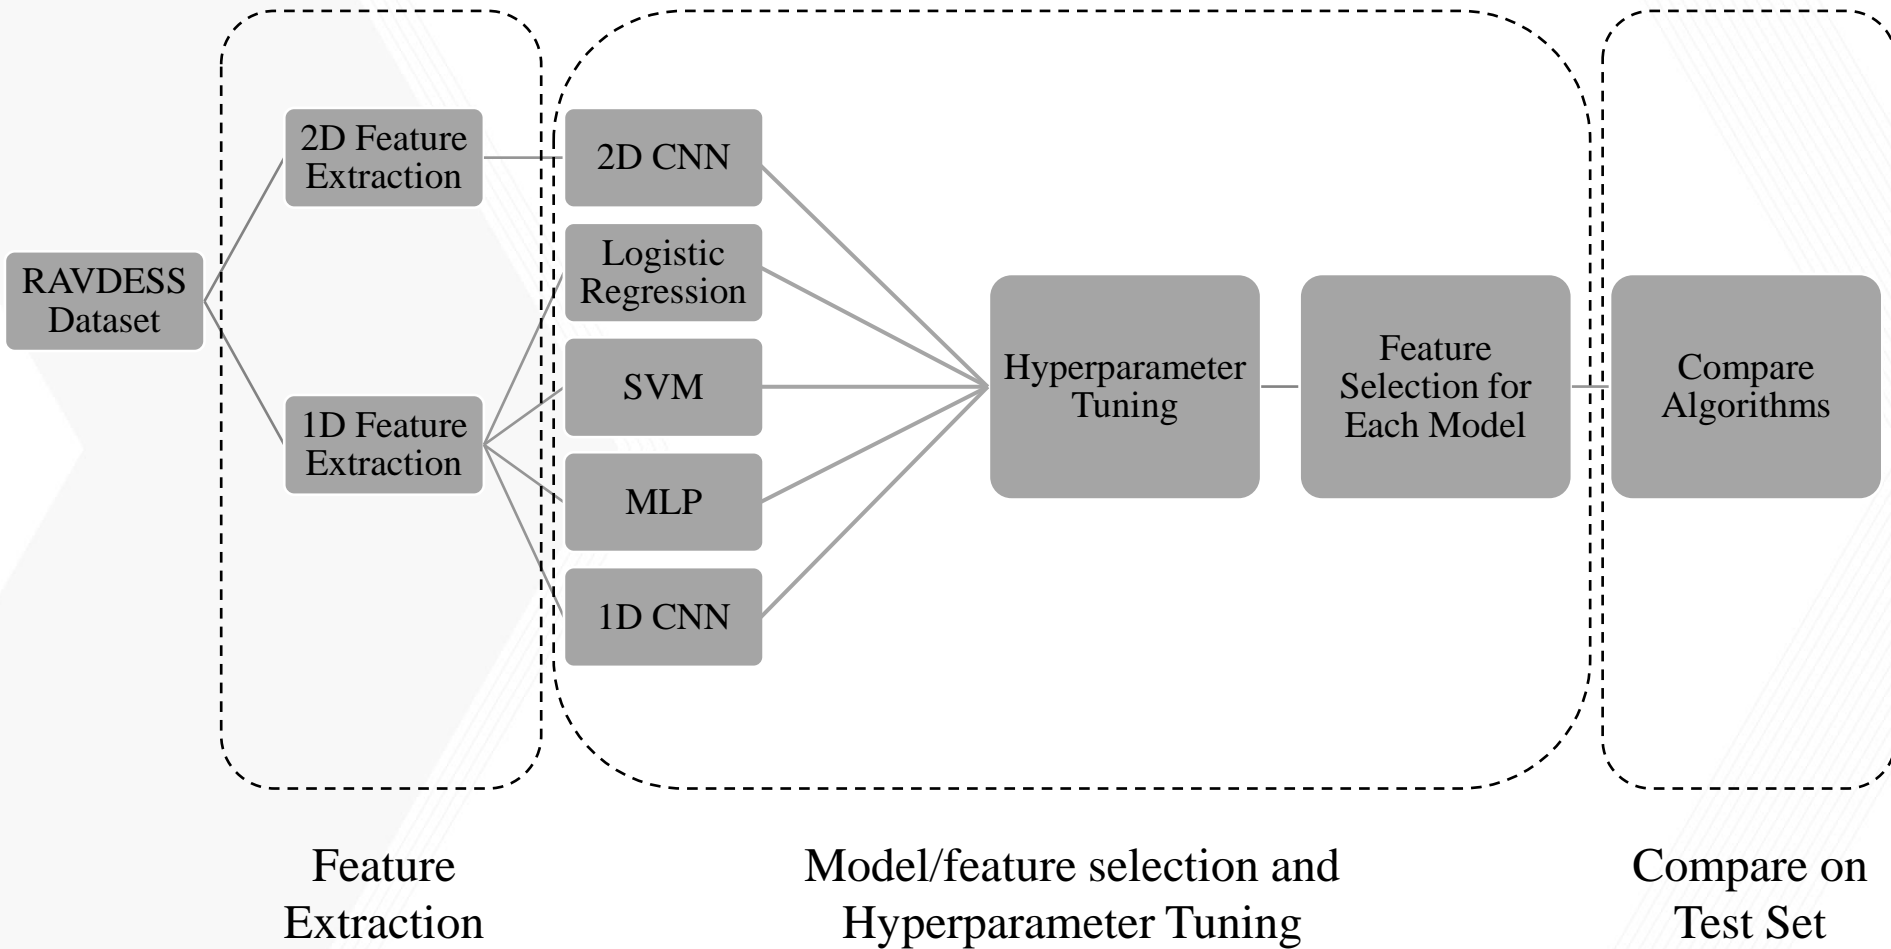 RAVDESS
Dataset
2D Feature
Extraction
1D Feature
Extraction
2D CNN
Logistic
Regression
SVM
MLP
1D CNN
Hyperparameter
Tuning
Feature
Selection for
Each Model
Compare
Algorithms
Feature
Extraction
Model/feature selection and
Hyperparameter Tuning
Compare on
Test Set